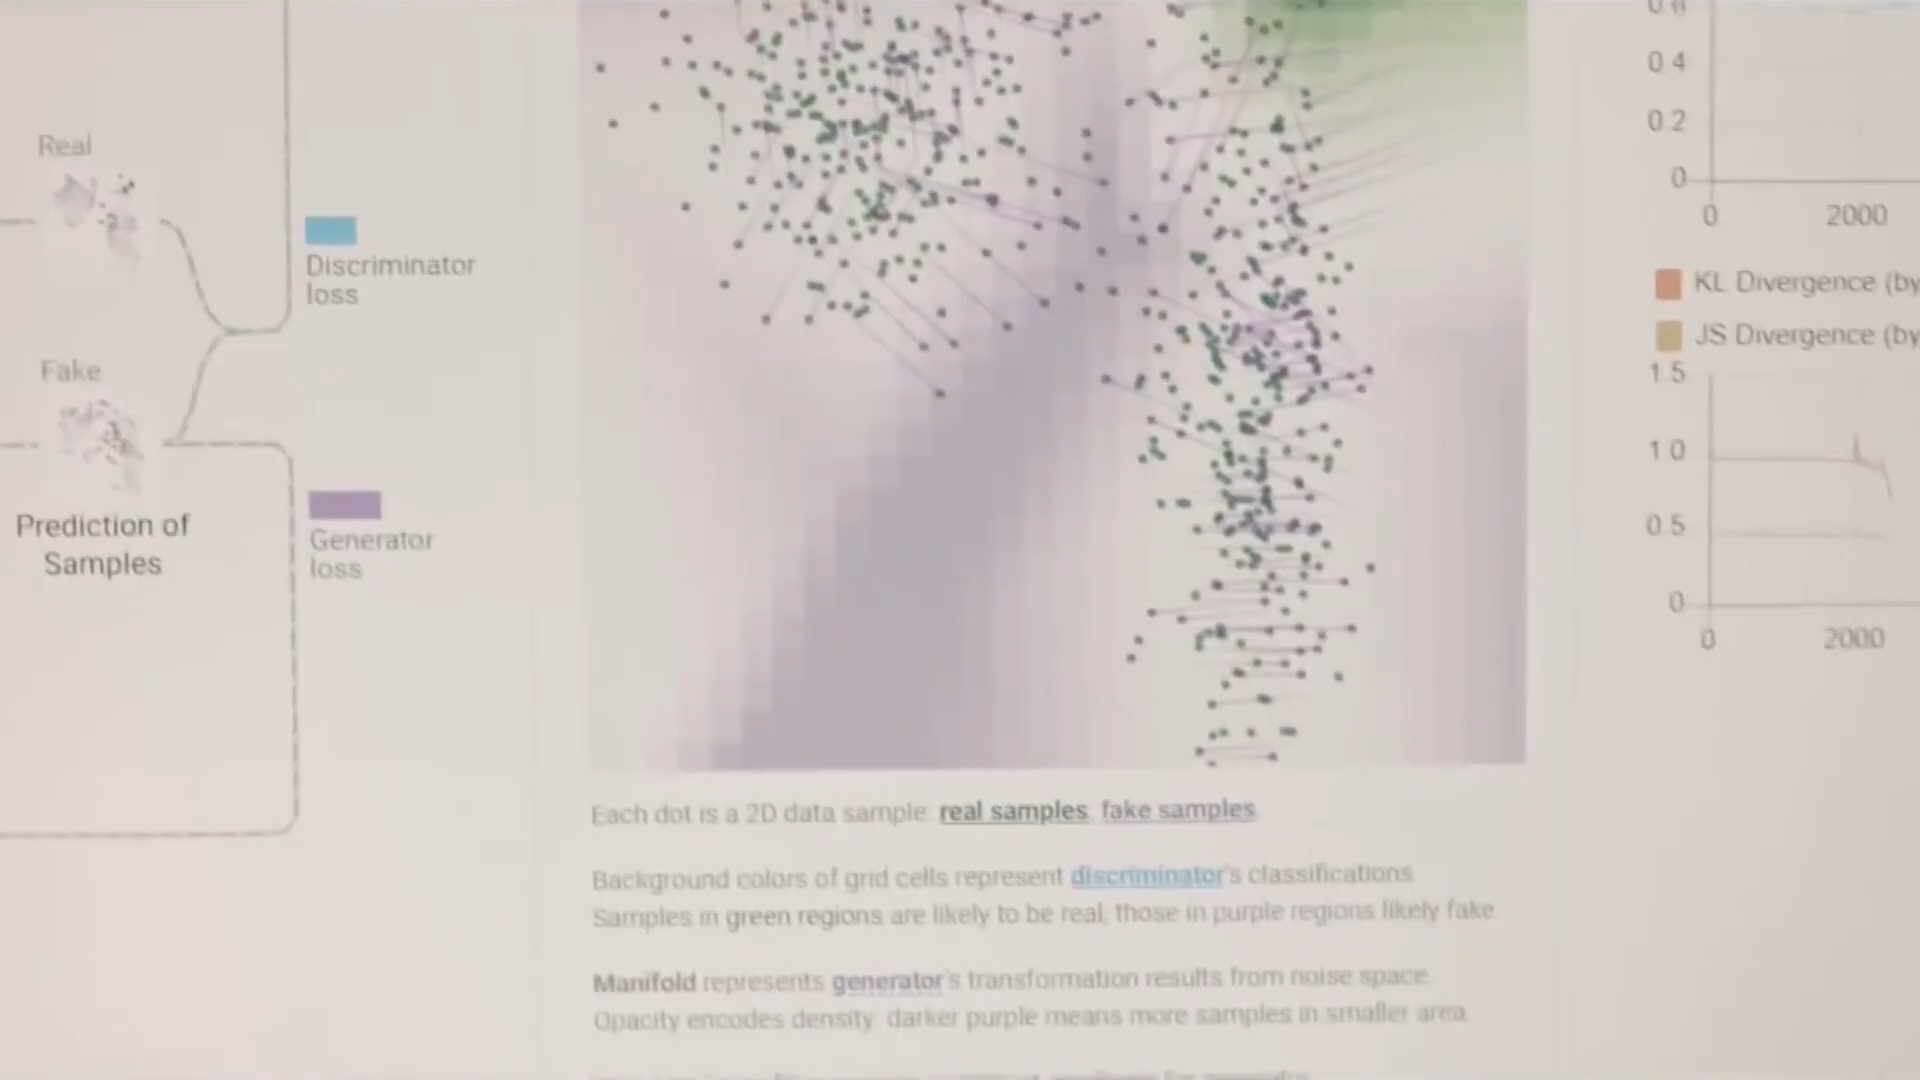 Real
Fake
Prediction of
Samples
Discriminator
loss
Generator
loss
Each dot is a 2D data sample: real samples; fake samples.
Background colors of grid cells represent discriminator's classifications.
Samples in green regions are likely to be real; those in purple regions likely fake.
Manifold represents generator's transformation results from noise space.
Opacity encodes density: darker purple means more samples in smaller area.
0.4
0.2
0
0
2000
KL Divergence (by
JS Divergence (by
1.5
1.0
0.5
0
0
2000